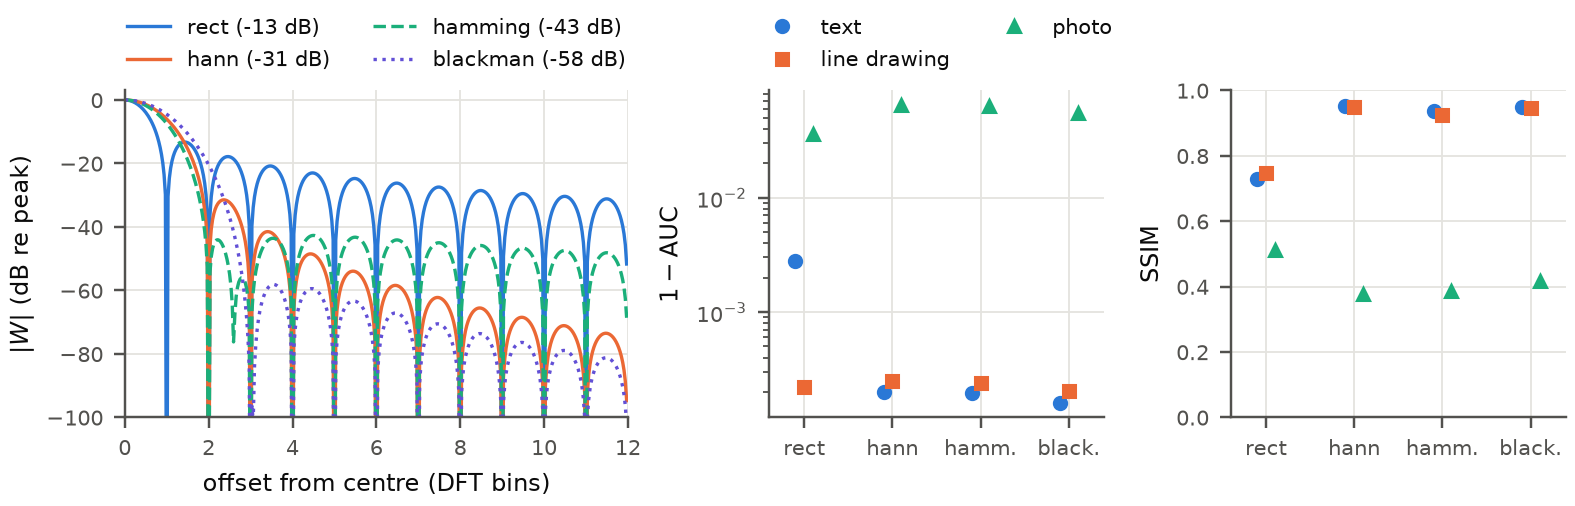 rect (-13 dB)
hann (-31 dB)
hamming (-43 dB)
blackman (-58 dB)
|W| (dB re peak)
0
−20
−40
−60
−80
−100
0 2 4 6 8 10 12
offset from centre (DFT bins)
text
line drawing
photo
1 − AUC
10⁻²
10⁻³
rect hann hamm. black.
SSIM
1.0
0.8
0.6
0.4
0.2
0.0
rect hann hamm. black.